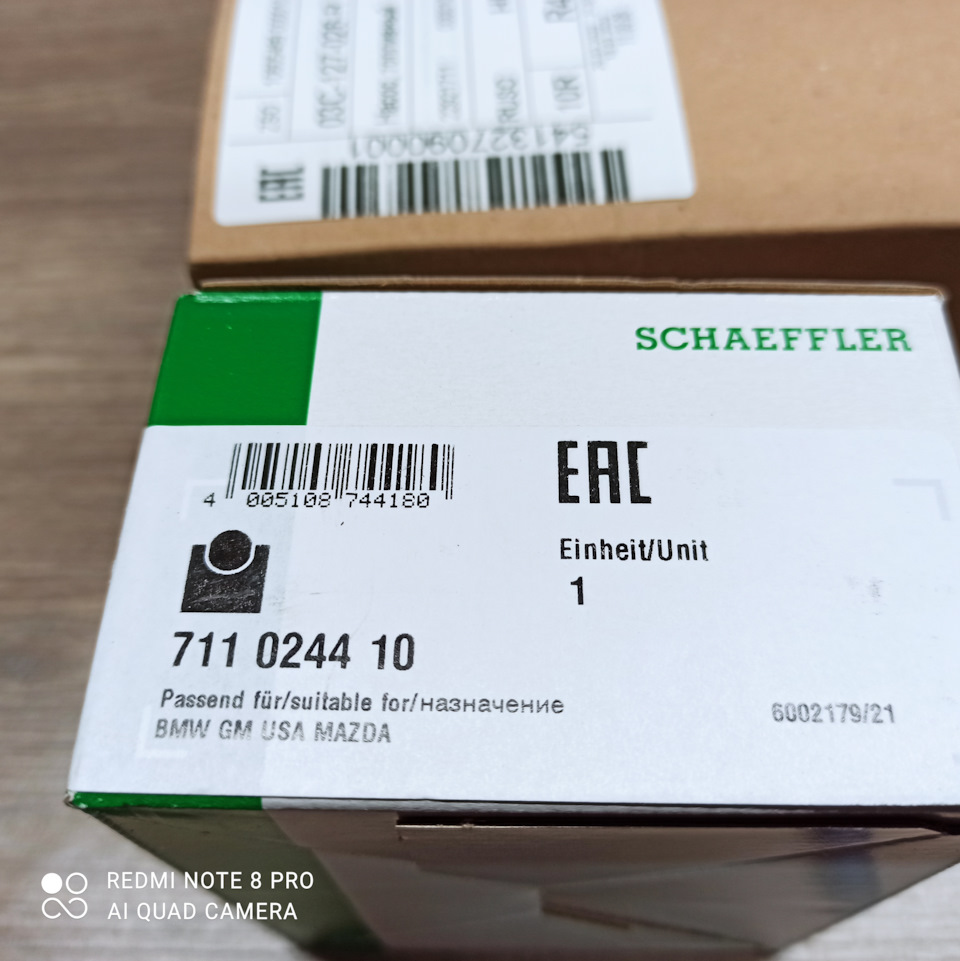 5413270900001
EAC
SCHAEFFLER
4 005108 744180
EAC
Einheit/Unit
1
711 0244 10
Passend für/suitable for/назначение
BMW GM USA MAZDA
6002179/21
REDMI NOTE 8 PRO
AI QUAD CAMERA